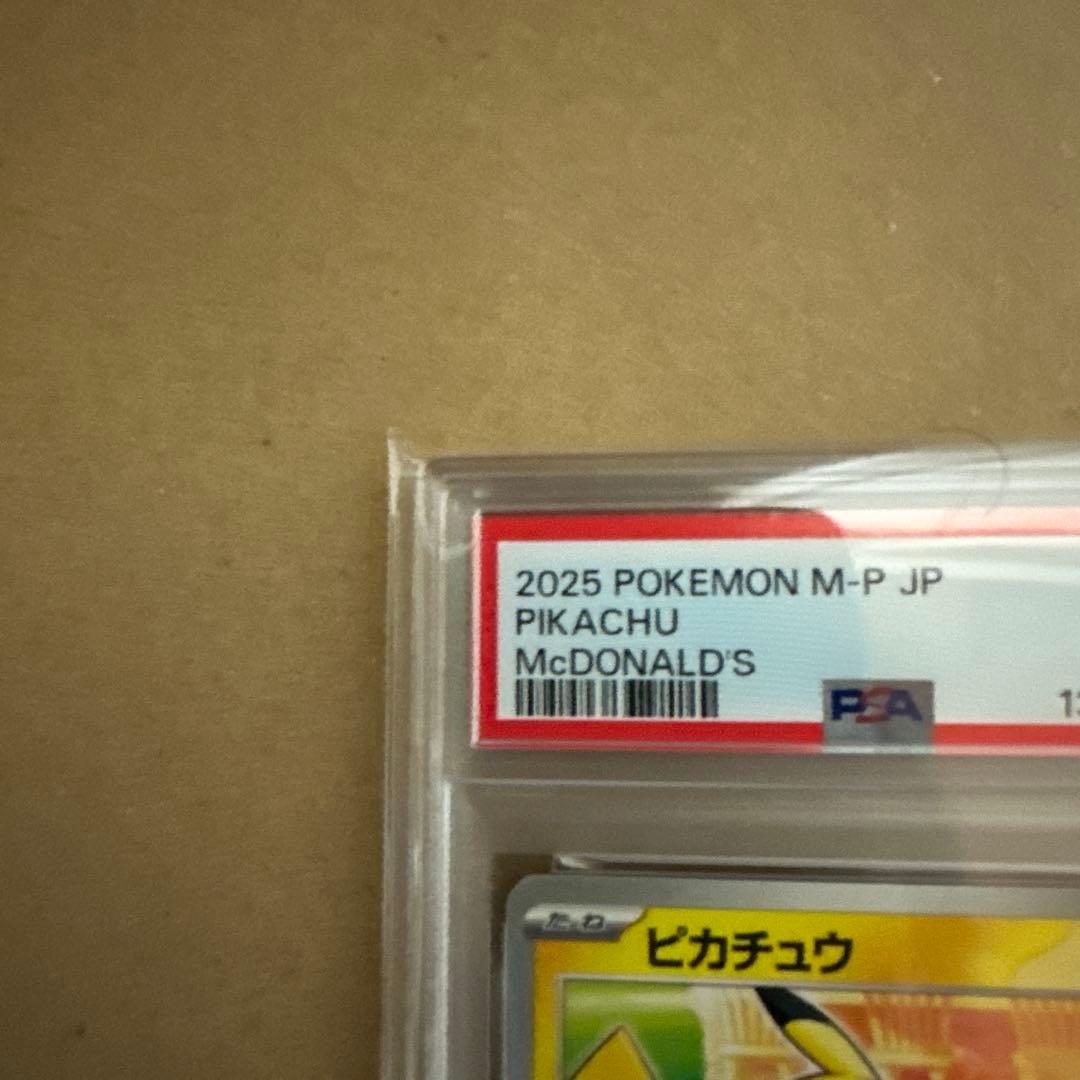 2025 POKEMON M-P JP
PIKACHU
McDONALD'S
PSA
たね
ピカチュウ